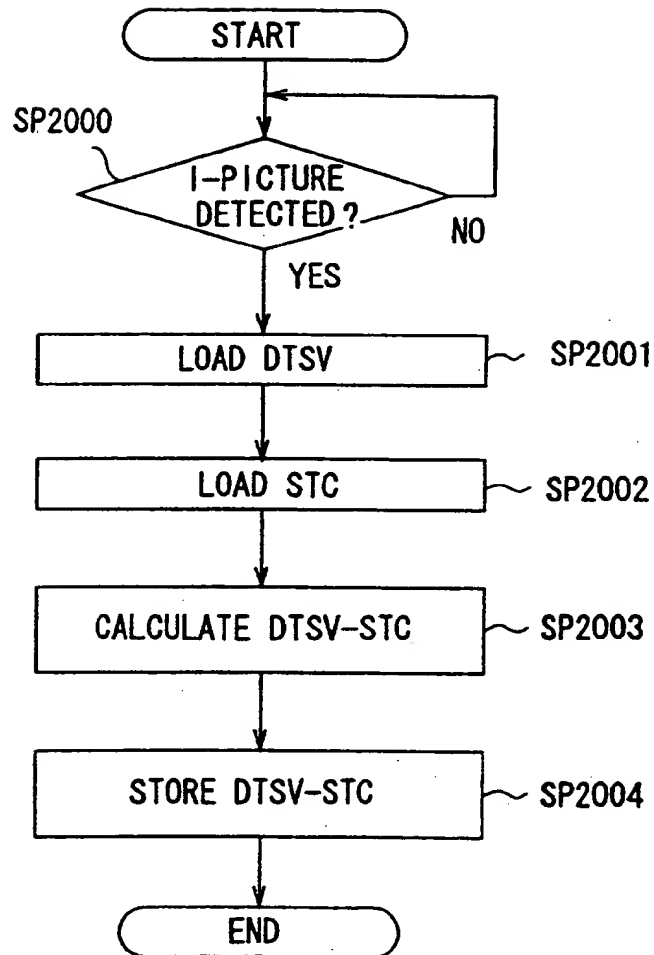 START
SP2000
I-PICTURE
DETECTED?
NO
YES
LOAD DTSV
SP2001
LOAD STC
SP2002
CALCULATE DTSV-STC
SP2003
STORE DTSV-STC
SP2004
END